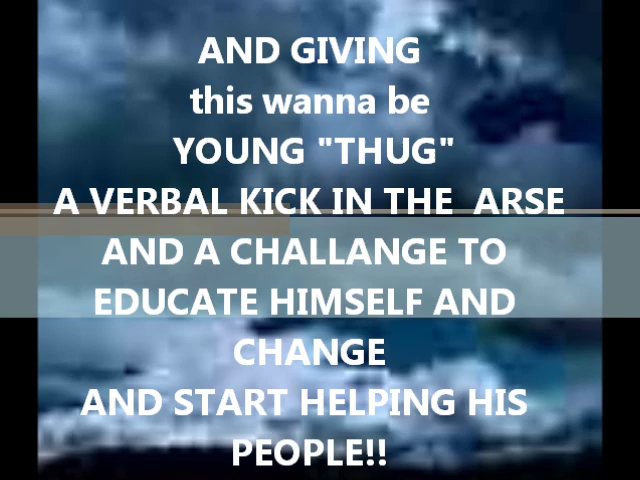 AND GIVING
this wanna be
YOUNG "THUG"
A VERBAL KICK IN THE  ARSE
AND A CHALLANGE TO
EDUCATE HIMSELF AND
CHANGE
AND START HELPING HIS
PEOPLE!!